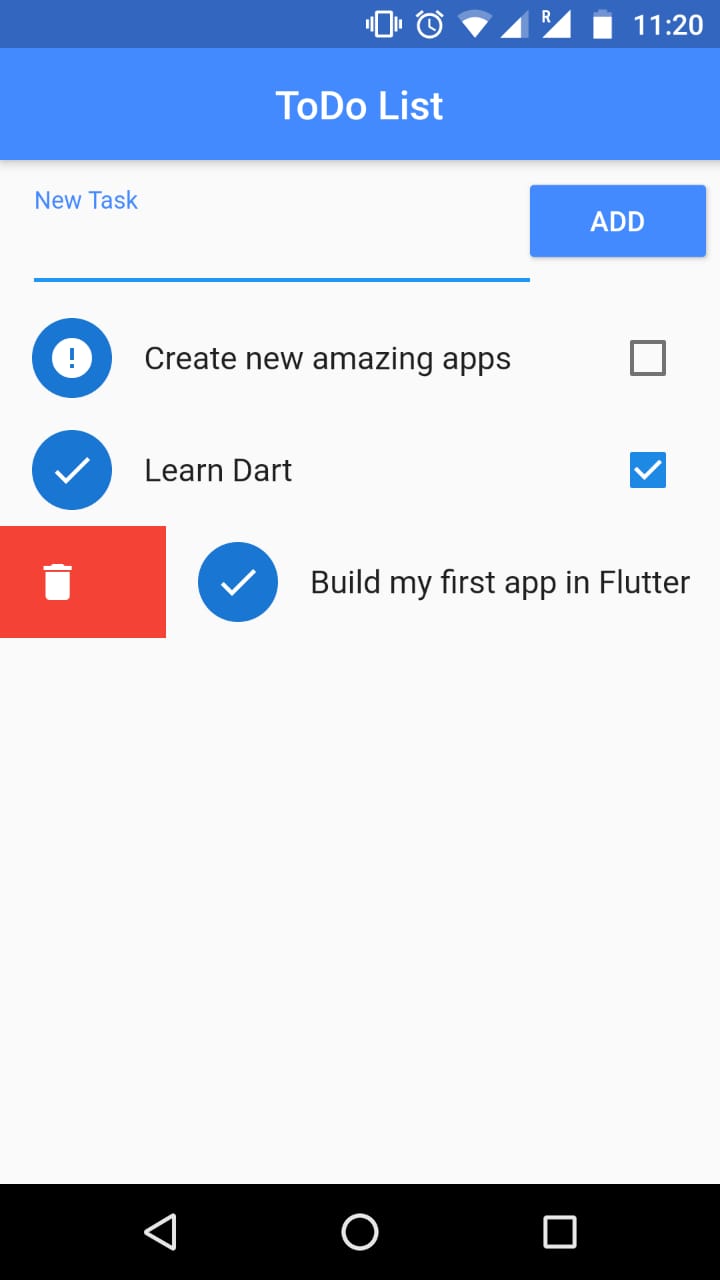 R 11:20
ToDo List
New Task
ADD
Create new amazing apps
Learn Dart
Build my first app in Flutter